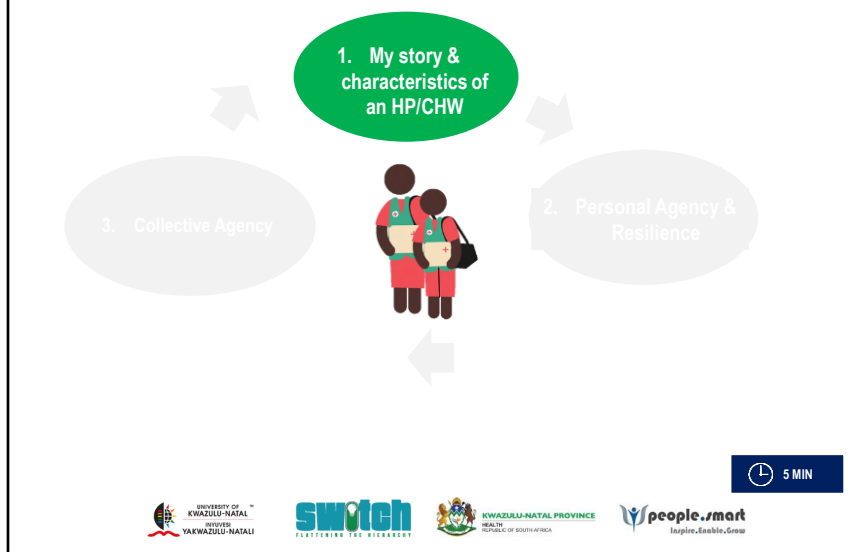 1. My story &
characteristics of
an HP/CHW
2. Personal Agency &
Resilience
3. Collective Agency
5 MIN
UNIVERSITY OF ™
KWAZULU-NATAL
INYUVESI
YAKWAZULU-NATALI
switch
FLATTENING THE HIERARCHY
KWAZULU-NATAL PROVINCE
HEALTH
REPUBLIC OF SOUTH AFRICA
people.smart
Inspire.Enable.Grow